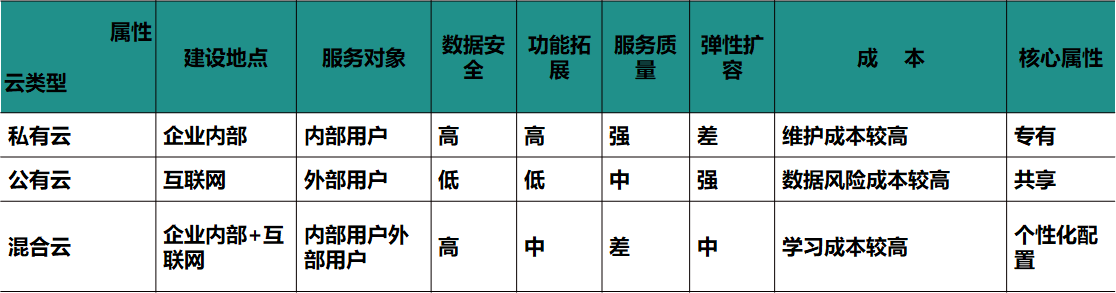 属性
云类型
建设地点
服务对象
数据安
全
功能拓
展
服务质
量
弹性扩
容
成 本
核心属性
私有云
企业内部
内部用户
高
高
强
差
维护成本较高
专有
公有云
互联网
外部用户
低
低
中
强
数据风险成本较高
共享
混合云
企业内部+互
联网
内部用户外
部用户
高
中
差
中
学习成本较高
个性化配
置